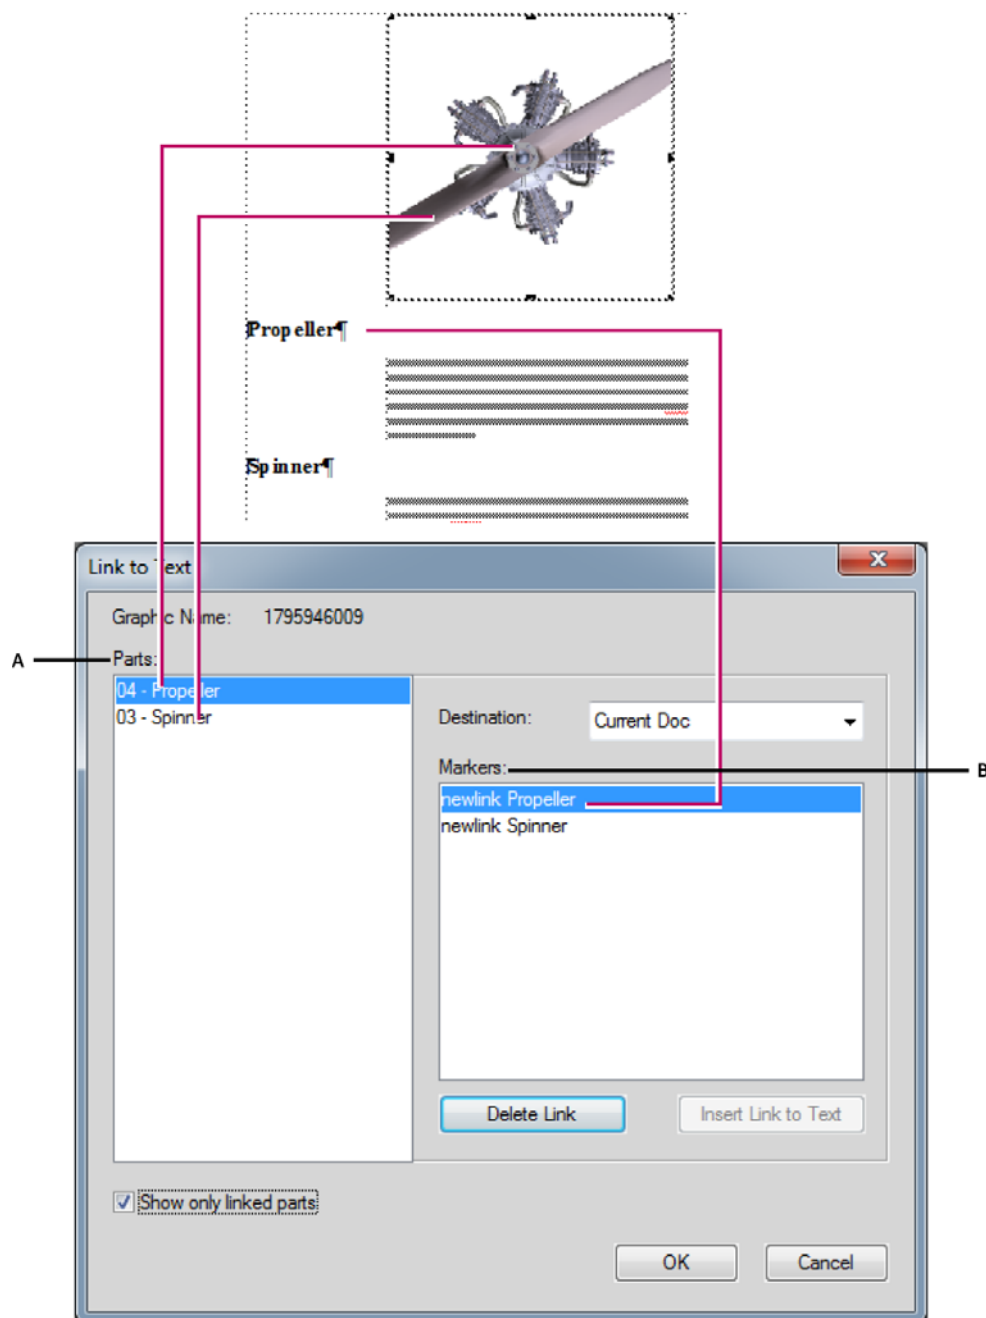 Propeller¶
Spinner¶
Link to Text
Graphic Name: 1795946009
A
Parts:
04 - Propeller
03 - Spinner
Destination: Current Doc
Markers:
B
newlink Propeller
newlink Spinner
Delete Link
Insert Link to Text
Show only linked parts
OK
Cancel